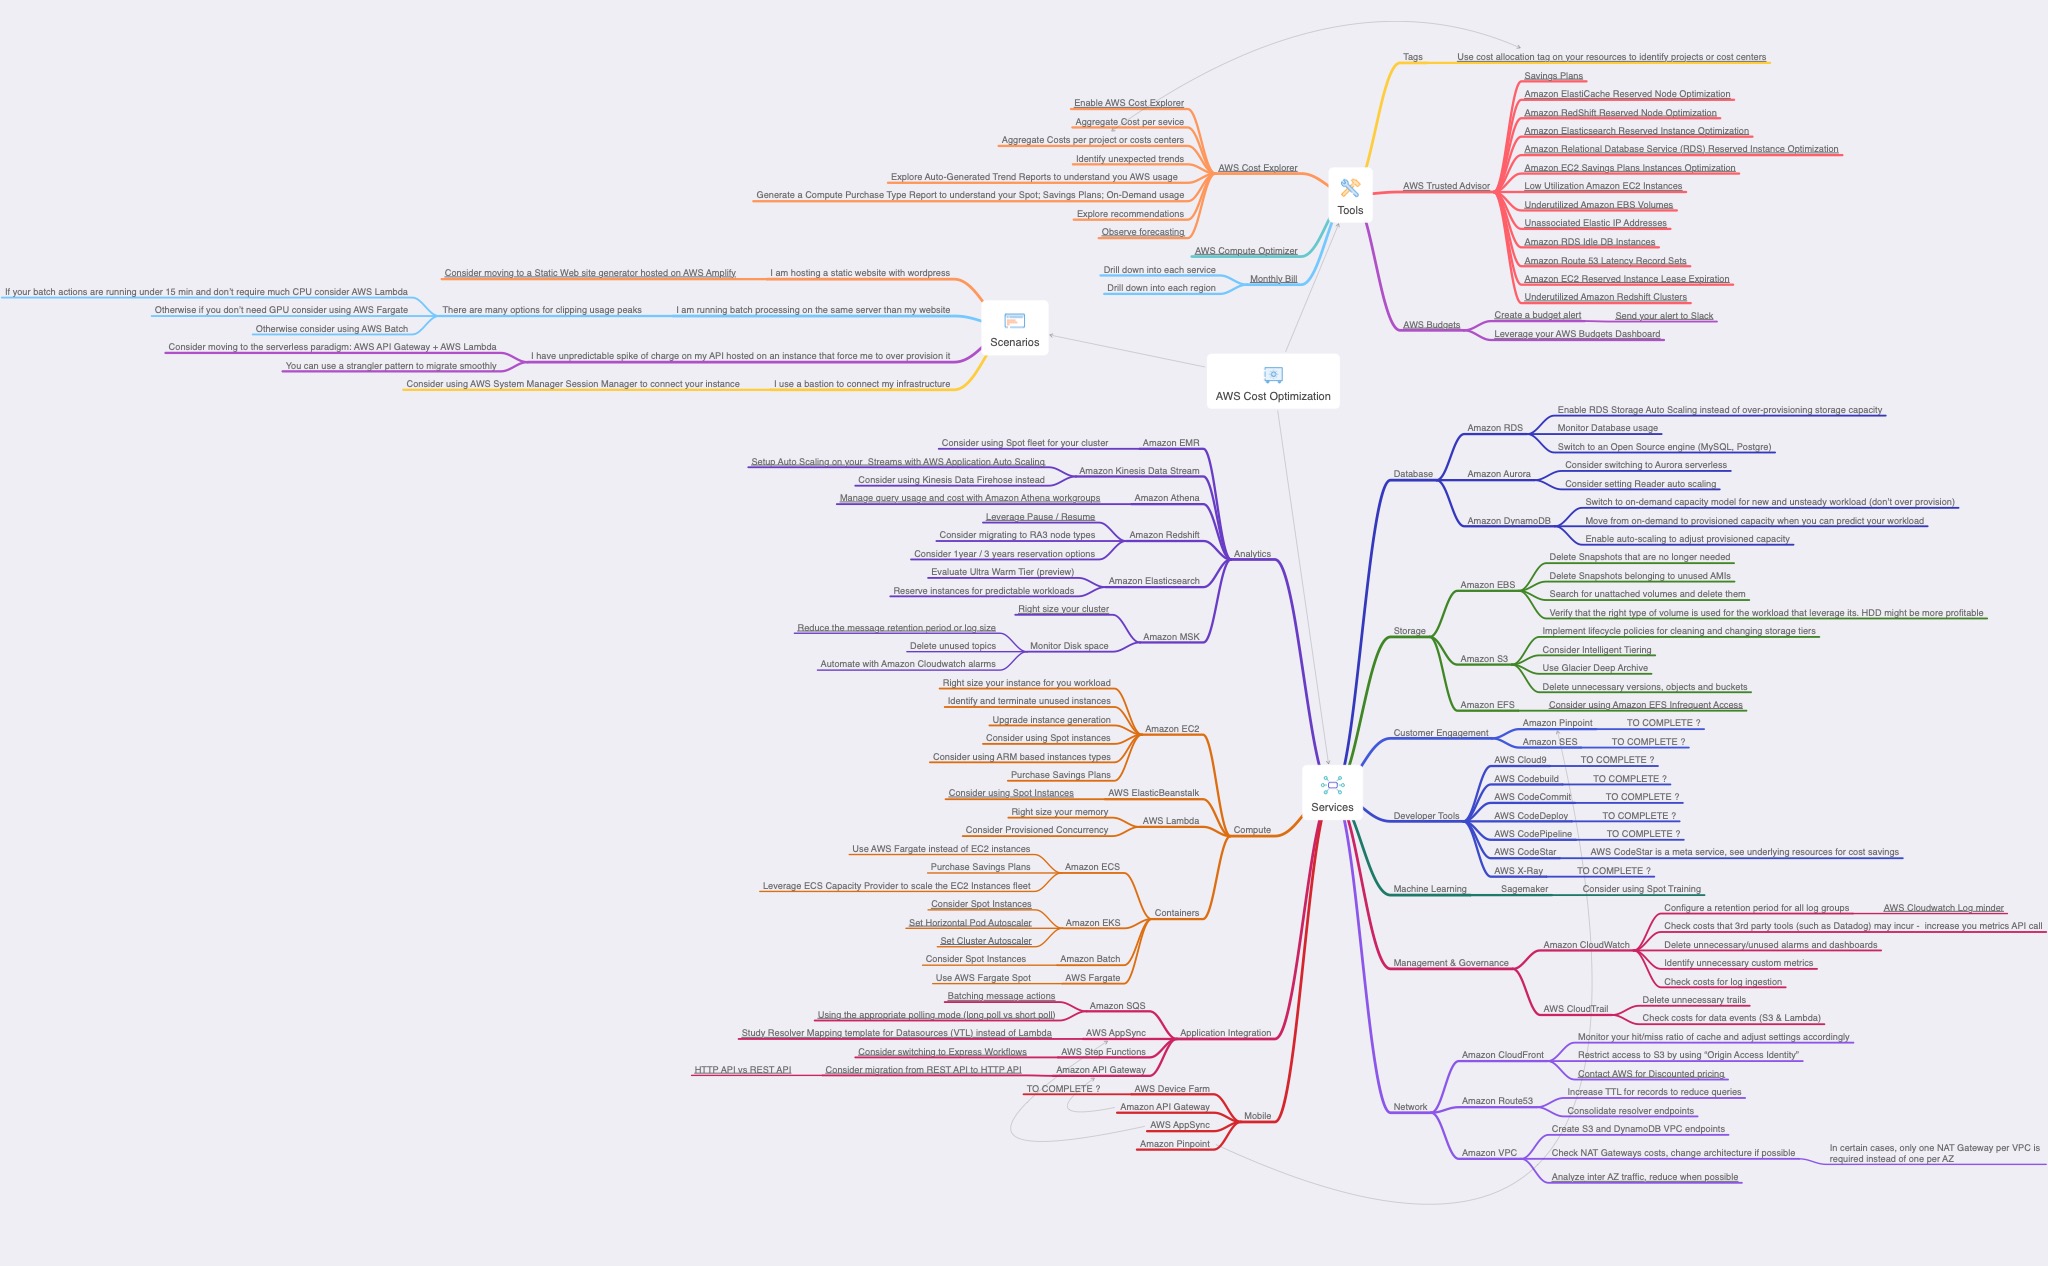 AWS Cost Optimization
Tools
Tags
Use cost allocation tag on your resources to identify projects or cost centers
AWS Trusted Advisor
Savings Plans
Amazon ElastiCache Reserved Node Optimization
Amazon RedShift Reserved Node Optimization
Amazon Elasticsearch Reserved Instance Optimization
Amazon Relational Database Service (RDS) Reserved Instance Optimization
Amazon EC2 Savings Plans Instances Optimization
Low Utilization Amazon EC2 Instances
Underutilized Amazon EBS Volumes
Unassociated Elastic IP Addresses
Amazon RDS Idle DB Instances
Amazon Route 53 Latency Record Sets
Amazon EC2 Reserved Instance Lease Expiration
Underutilized Amazon Redshift Clusters
AWS Budgets
Create a budget alert
Send your alert to Slack
Leverage your AWS Budgets Dashboard
AWS Cost Explorer
Enable AWS Cost Explorer
Aggregate Cost per sevice
Aggregate Costs per project or costs centers
Identify unexpected trends
Explore Auto-Generated Trend Reports to understand you AWS usage
Generate a Compute Purchase Type Report to understand your Spot; Savings Plans; On-Demand usage
Explore recommendations
Observe forecasting
AWS Compute Optimizer
Monthly Bill
Drill down into each service
Drill down into each region
Scenarios
I am hosting a static website with wordpress
Consider moving to a Static Web site generator hosted on AWS Amplify
I am running batch processing on the same server than my website
There are many options for clipping usage peaks
If your batch actions are running under 15 min and don't require much CPU consider AWS Lambda
Otherwise if you don't need GPU consider using AWS Fargate
Otherwise consider using AWS Batch
I have unpredictable spike of charge on my API hosted on an instance that force me to over provision it
Consider moving to the serverless paradigm: AWS API Gateway + AWS Lambda
You can use a strangler pattern to migrate smoothly
I use a bastion to connect my infrastructure
Consider using AWS System Manager Session Manager to connect your instance
Services
Analytics
Amazon EMR
Consider using Spot fleet for your cluster
Amazon Kinesis Data Stream
Setup Auto Scaling on your Streams with AWS Application Auto Scaling
Consider using Kinesis Data Firehose instead
Amazon Athena
Manage query usage and cost with Amazon Athena workgroups
Amazon Redshift
Leverage Pause / Resume
Consider migrating to RA3 node types
Consider 1year / 3 years reservation options
Amazon Elasticsearch
Evaluate Ultra Warm Tier (preview)
Reserve instances for predictable workloads
Amazon MSK
Right size your cluster
Monitor Disk space
Reduce the message retention period or log size
Delete unused topics
Automate with Amazon Cloudwatch alarms
Compute
Amazon EC2
Right size your instance for you workload
Identify and terminate unused instances
Upgrade instance generation
Consider using Spot instances
Consider using ARM based instances types
Purchase Savings Plans
AWS ElasticBeanstalk
Consider using Spot Instances
AWS Lambda
Right size your memory
Consider Provisioned Concurrency
Containers
Amazon ECS
Use AWS Fargate instead of EC2 instances
Purchase Savings Plans
Leverage ECS Capacity Provider to scale the EC2 Instances fleet
Amazon EKS
Consider Spot Instances
Set Horizontal Pod Autoscaler
Set Cluster Autoscaler
Amazon Batch
Consider Spot Instances
AWS Fargate
Use AWS Fargate Spot
Application Integration
Amazon SQS
Batching message actions
Using the appropriate polling mode (long poll vs short poll)
AWS AppSync
Study Resolver Mapping template for Datasources (VTL) instead of Lambda
AWS Step Functions
Consider switching to Express Workflows
Amazon API Gateway
Consider migration from REST API to HTTP API
HTTP API vs REST API
Mobile
AWS Device Farm
TO COMPLETE ?
Amazon API Gateway
AWS AppSync
Amazon Pinpoint
Database
Amazon RDS
Enable RDS Storage Auto Scaling instead of over-provisioning storage capacity
Monitor Database usage
Switch to an Open Source engine (MySQL, Postgre)
Amazon Aurora
Consider switching to Aurora serverless
Consider setting Reader auto scaling
Amazon DynamoDB
Switch to on-demand capacity model for new and unsteady workload (don't over provision)
Move from on-demand to provisioned capacity when you can predict your workload
Enable auto-scaling to adjust provisioned capacity
Storage
Amazon EBS
Delete Snapshots that are no longer needed
Delete Snapshots belonging to unused AMIs
Search for unattached volumes and delete them
Verify that the right type of volume is used for the workload that leverage its. HDD might be more profitable
Amazon S3
Implement lifecycle policies for cleaning and changing storage tiers
Consider Intelligent Tiering
Use Glacier Deep Archive
Delete unnecessary versions, objects and buckets
Amazon EFS
Consider using Amazon EFS Infrequent Access
Customer Engagement
Amazon Pinpoint
TO COMPLETE ?
Amazon SES
TO COMPLETE ?
Developer Tools
AWS Cloud9
TO COMPLETE ?
AWS Codebuild
TO COMPLETE ?
AWS CodeCommit
TO COMPLETE ?
AWS CodeDeploy
TO COMPLETE ?
AWS CodePipeline
TO COMPLETE ?
AWS CodeStar
AWS CodeStar is a meta service, see underlying resources for cost savings
AWS X-Ray
TO COMPLETE ?
Machine Learning
Sagemaker
Consider using Spot Training
Management & Governance
Amazon CloudWatch
Configure a retention period for all log groups
AWS Cloudwatch Log minder
Check costs that 3rd party tools (such as Datadog) may incur - increase you metrics API call
Delete unnecessary/unused alarms and dashboards
Identify unnecessary custom metrics
Check costs for log ingestion
AWS CloudTrail
Delete unnecessary trails
Check costs for data events (S3 & Lambda)
Network
Amazon CloudFront
Monitor your hit/miss ratio of cache and adjust settings accordingly
Restrict access to S3 by using "Origin Access Identity"
Contact AWS for Discounted pricing
Amazon Route53
Increase TTL for records to reduce queries
Consolidate resolver endpoints
Amazon VPC
Create S3 and DynamoDB VPC endpoints
Check NAT Gateways costs, change architecture if possible
In certain cases, only one NAT Gateway per VPC is
required instead of one per AZ
Analyze inter AZ traffic, reduce when possible